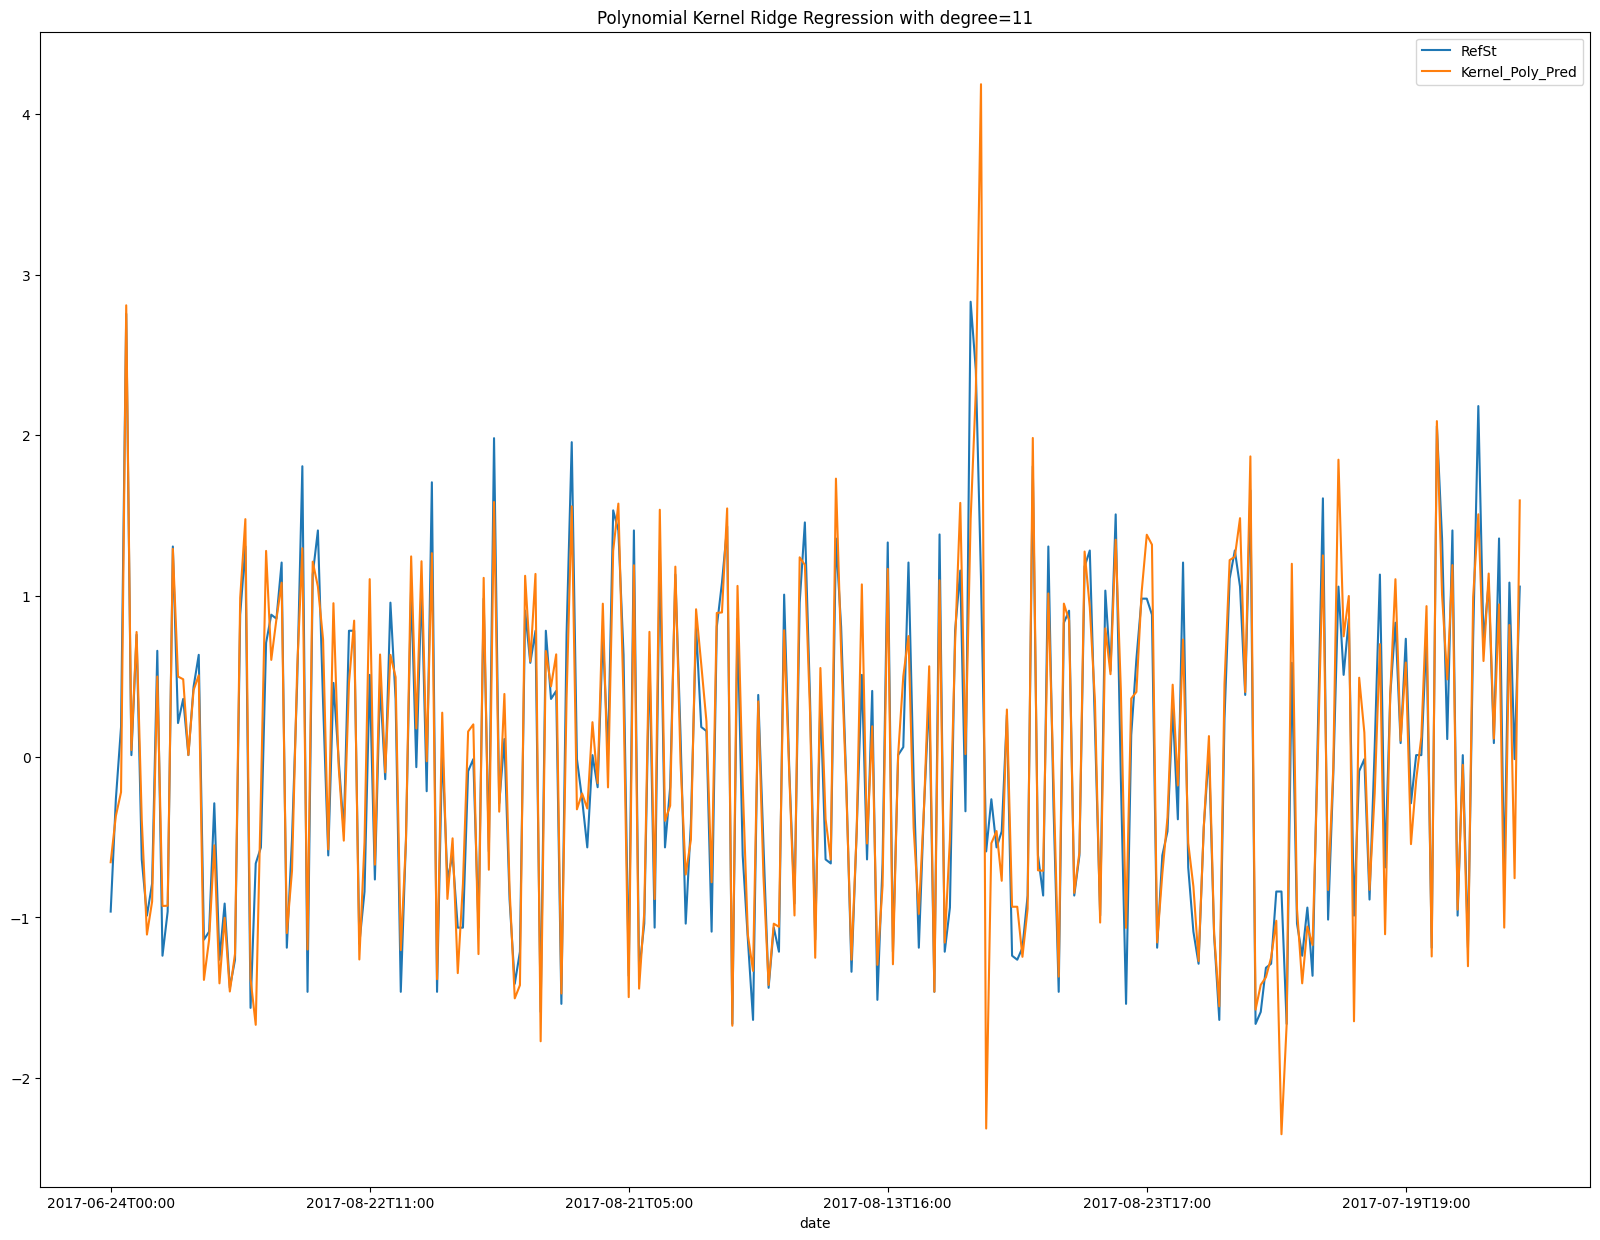 Polynomial Kernel Ridge Regression with degree=11
RefSt
Kernel_Poly_Pred
4
3
2
1
0
−1
−2
2017-06-24T00:00
2017-08-22T11:00
2017-08-21T05:00
2017-08-13T16:00
2017-08-23T17:00
2017-07-19T19:00
date